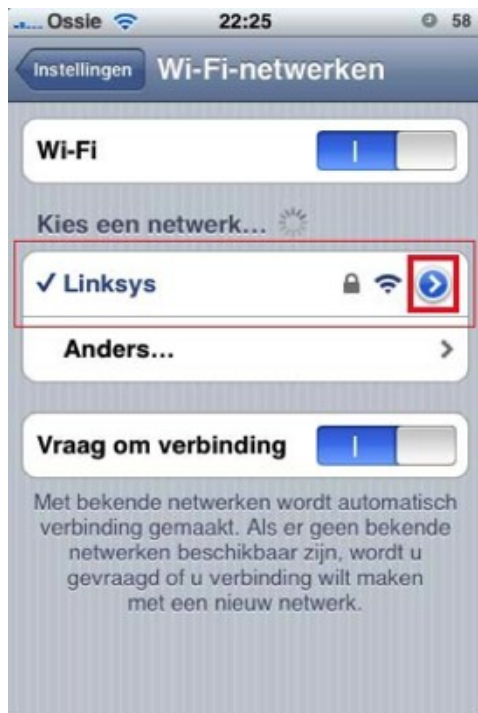 Ossie 22:25 58
Instellingen Wi-Fi-netwerken
Wi-Fi
Kies een netwerk...
Linksys
Anders...
Vraag om verbinding
Met bekende netwerken wordt automatisch
verbinding gemaakt. Als er geen bekende
netwerken beschikbaar zijn, wordt u
gevraagd of u verbinding wilt maken
met een nieuw netwerk.